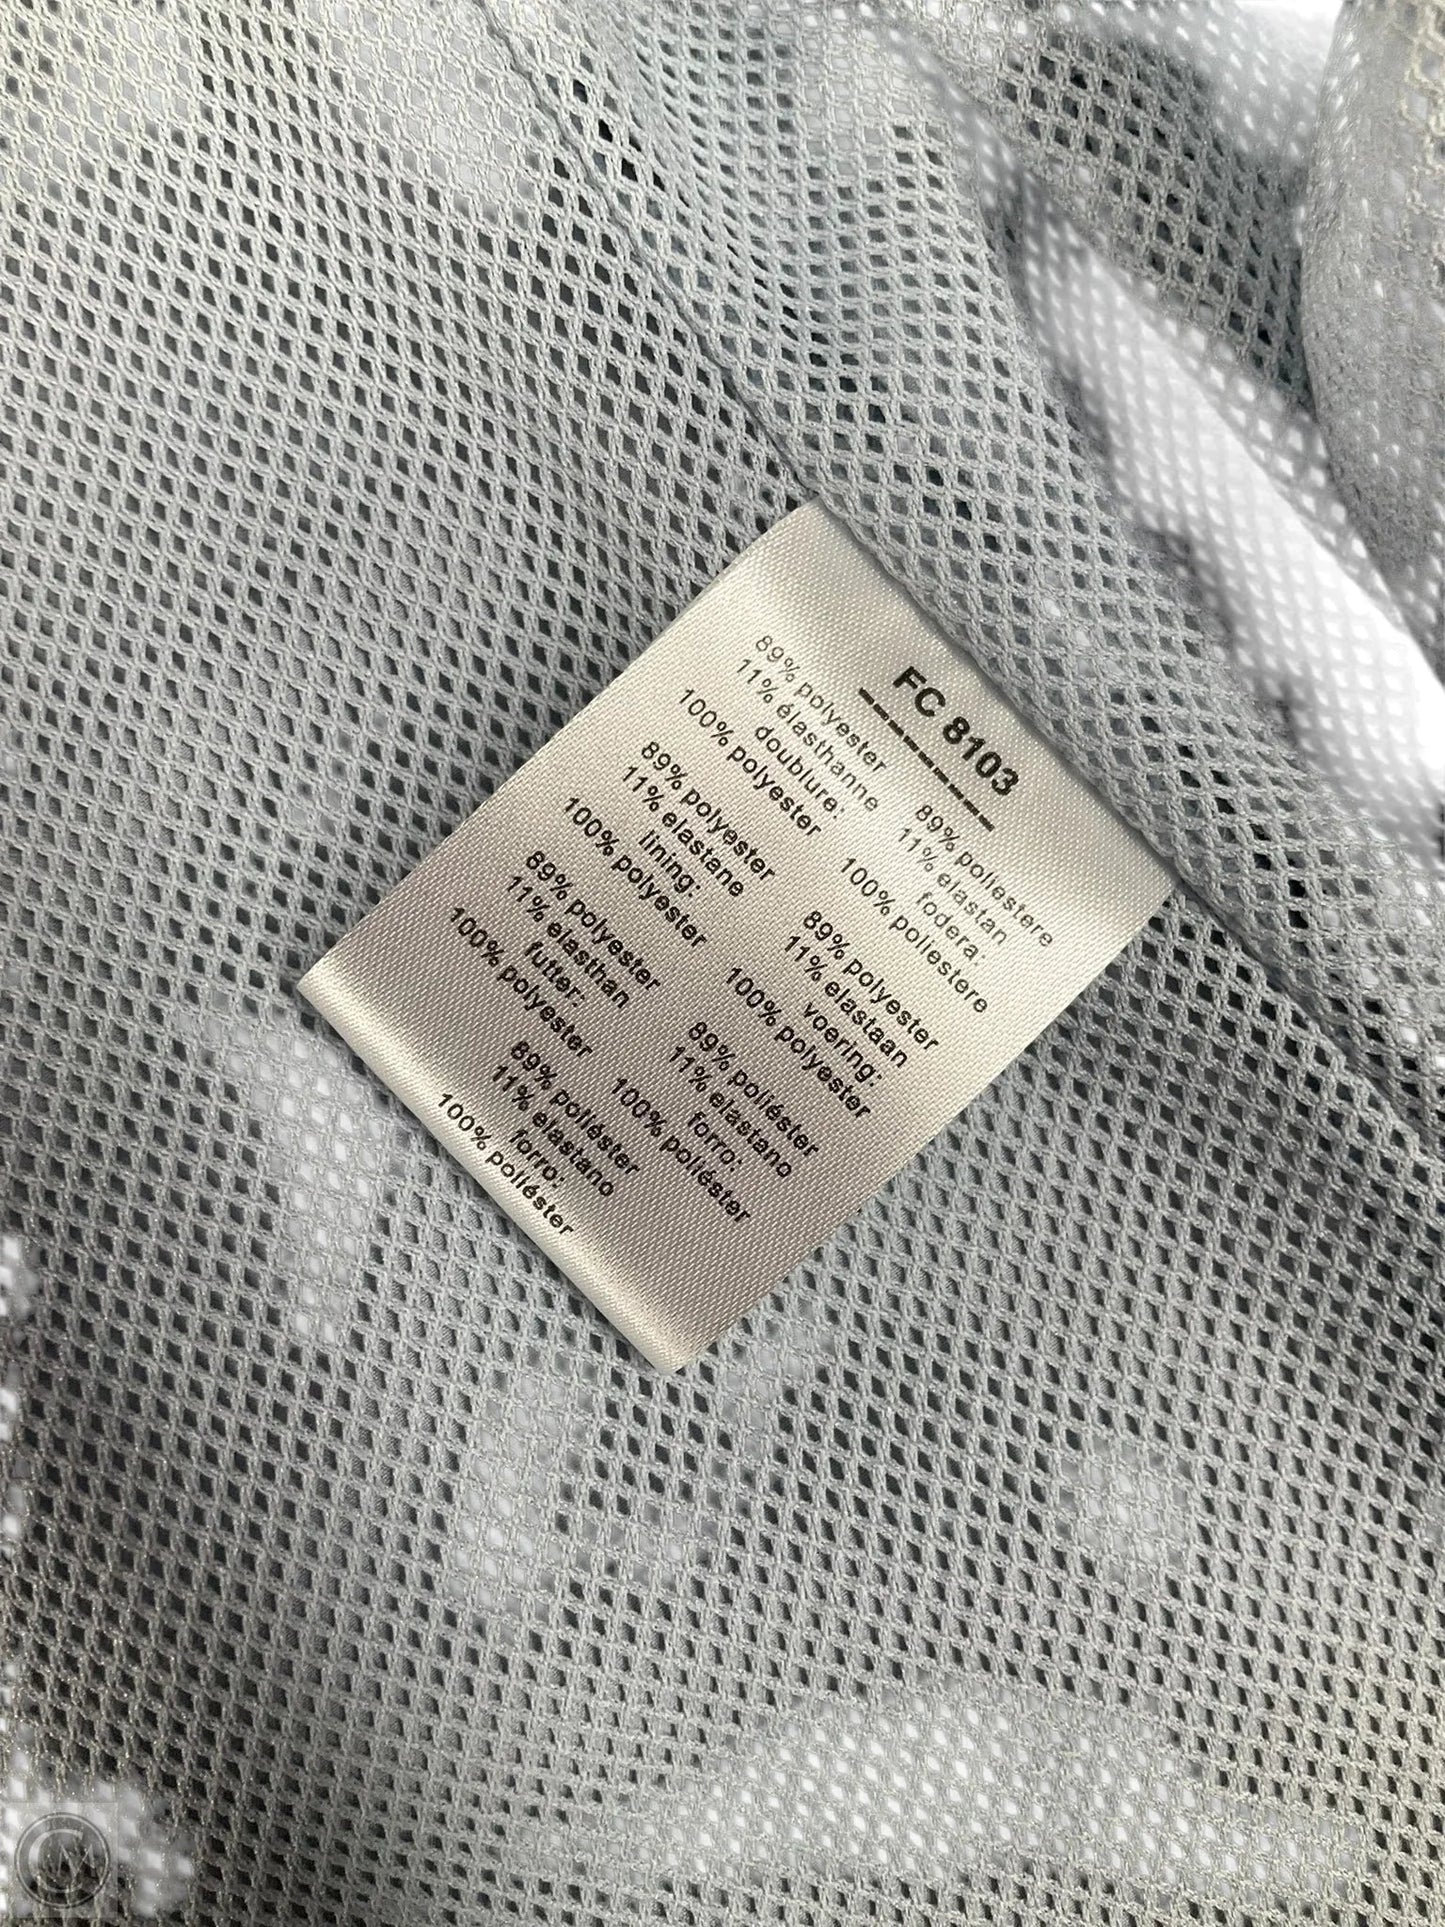 FC 8103
89% polyester
11% élasthanne
doublure:
100% polyester
89% polyester
11% elastane
lining:
100% polyester
89% polyester
11% elasthan
futter:
100% polyester
89% poliéster
11% elastano
forro:
100% poliéster
89% poliestere
11% elastan
fodera:
100% poliestere
89% polyester
11% elastaan
voering:
100% polyester
89% poliéster
11% elastano
forro:
100% poliéster